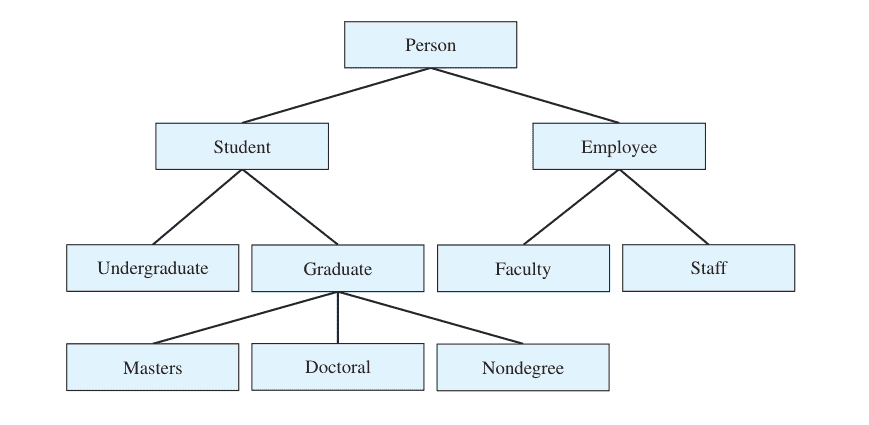 Person
Student
Employee
Undergraduate
Graduate
Faculty
Staff
Masters
Doctoral
Nondegree